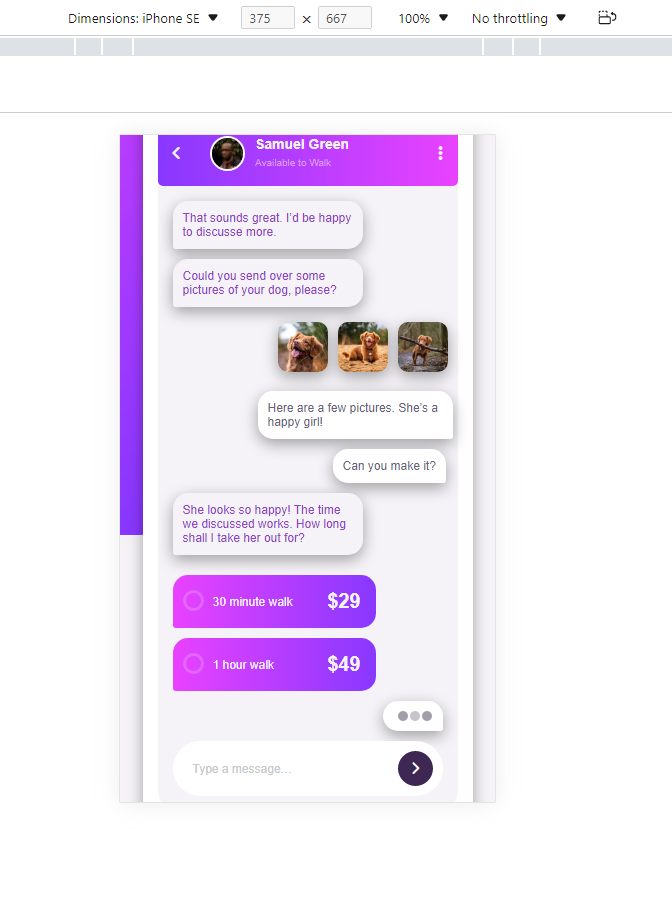 Dimensions: iPhone SE 375 × 667 100% No throttling
Samuel Green
Available to Walk
That sounds great. I'd be happy
to discusse more.
Could you send over some
pictures of your dog, please?
Here are a few pictures. She's a
happy girl!
Can you make it?
She looks so happy! The time
we discussed works. How long
shall I take her out for?
30 minute walk $29
1 hour walk $49
Type a message...